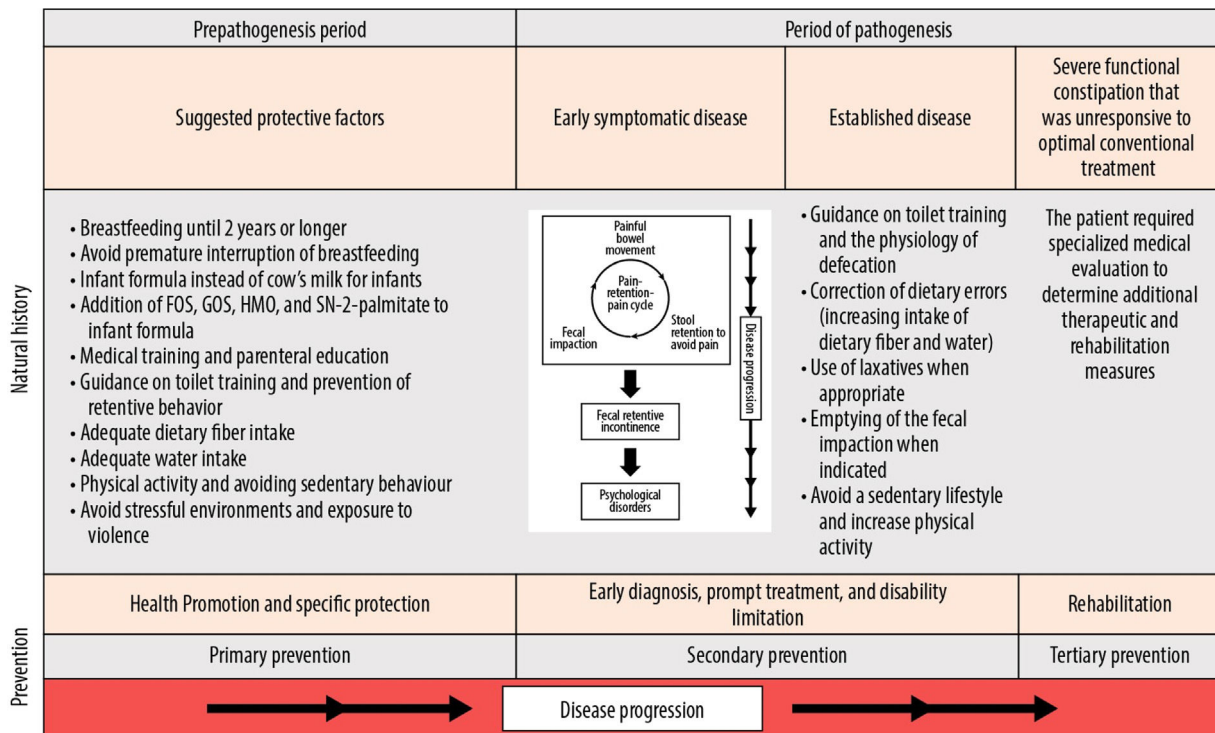 Prepathogenesis period
Period of pathogenesis
Suggested protective factors
Early symptomatic disease
Established disease
Severe functional
constipation that
was unresponsive to
optimal conventional
treatment
Natural history
• Breastfeeding until 2 years or longer
• Avoid premature interruption of breastfeeding
• Infant formula instead of cow's milk for infants
• Addition of FOS, GOS, HMO, and SN-2-palmitate to
infant formula
• Medical training and parenteral education
• Guidance on toilet training and prevention of
retentive behavior
• Adequate dietary fiber intake
• Adequate water intake
• Physical activity and avoiding sedentary behaviour
• Avoid stressful environments and exposure to
violence
Painful
bowel
movement
Pain-
retention-
pain cycle
Stool
retention to
avoid pain
Fecal
impaction
Fecal retentive
incontinence
Psychological
disorders
Disease progression
• Guidance on toilet training
and the physiology of
defecation
• Correction of dietary errors
(increasing intake of
dietary fiber and water)
• Use of laxatives when
appropriate
• Emptying of the fecal
impaction when
indicated
• Avoid a sedentary lifestyle
and increase physical
activity
The patient required
specialized medical
evaluation to
determine additional
therapeutic and
rehabilitation
measures
Prevention
Health Promotion and specific protection
Early diagnosis, prompt treatment, and disability
limitation
Rehabilitation
Primary prevention
Secondary prevention
Tertiary prevention
Disease progression